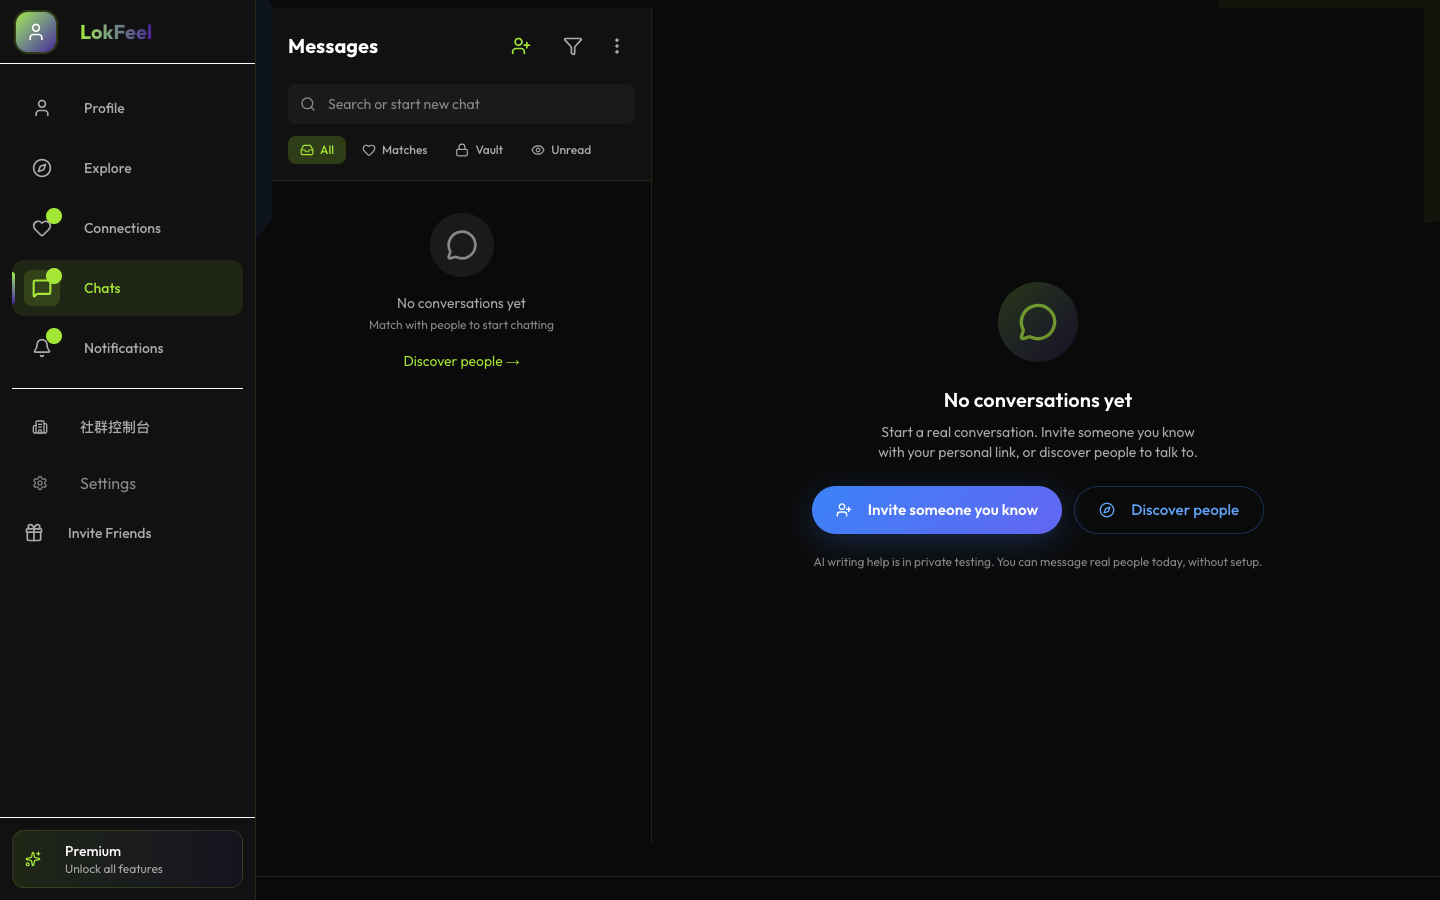 LokFeel
Profile
Explore
Connections
Chats
Notifications
社群控制台
Settings
Invite Friends
Premium
Unlock all features
Messages
Search or start new chat
All
Matches
Vault
Unread
No conversations yet
Match with people to start chatting
Discover people →
No conversations yet
Start a real conversation. Invite someone you know
with your personal link, or discover people to talk to.
Invite someone you know
Discover people
AI writing help is in private testing. You can message real people today, without setup.